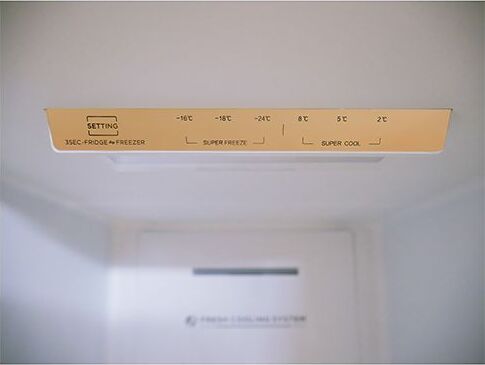 SETTING
3SEC-FRIDGE⇋FREEZER
-16℃ -18℃ -24℃
SUPER FREEZE
8℃ 5℃ 2℃
SUPER COOL
FRESH COOLING SYSTEM